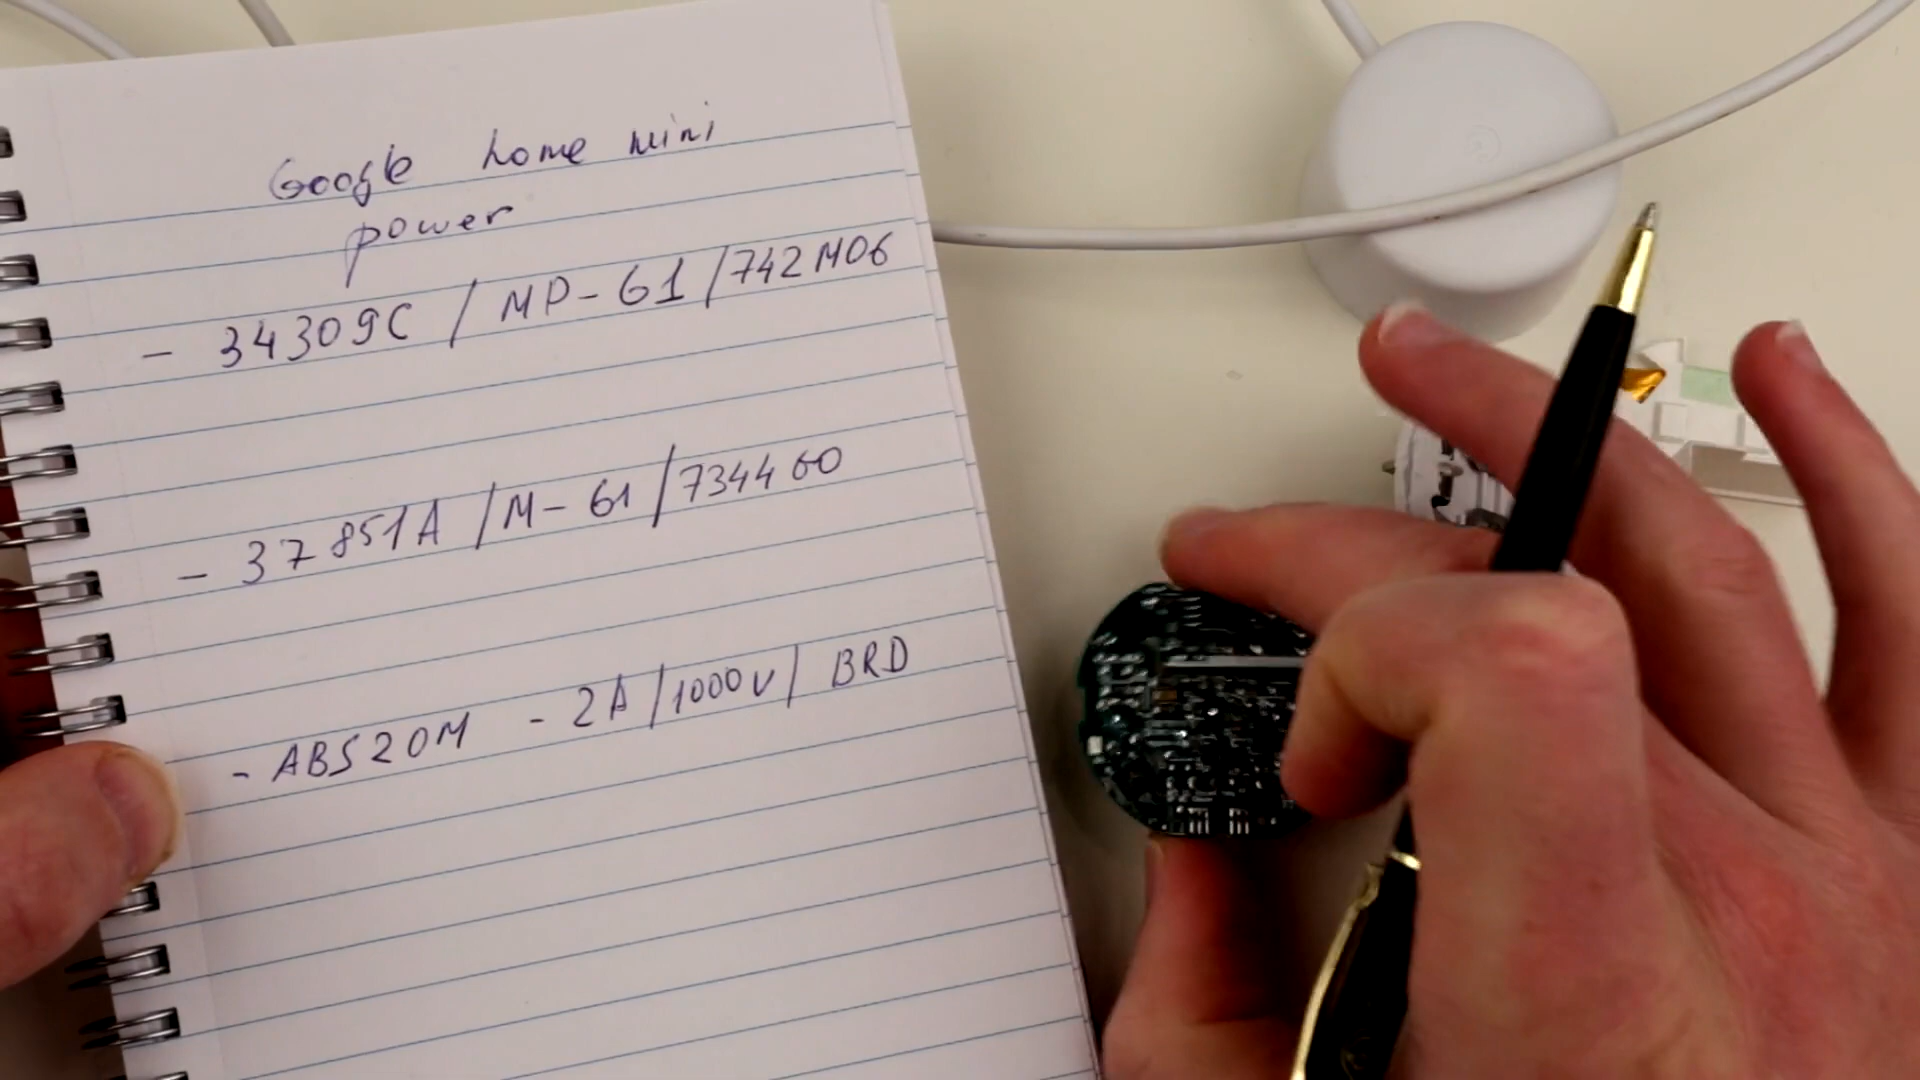 Google home mini
power
- 34309C / MP-61 / 742M06
- 37851A / M-61 / 734460
- ABS20M - 2A / 1000V / BRD